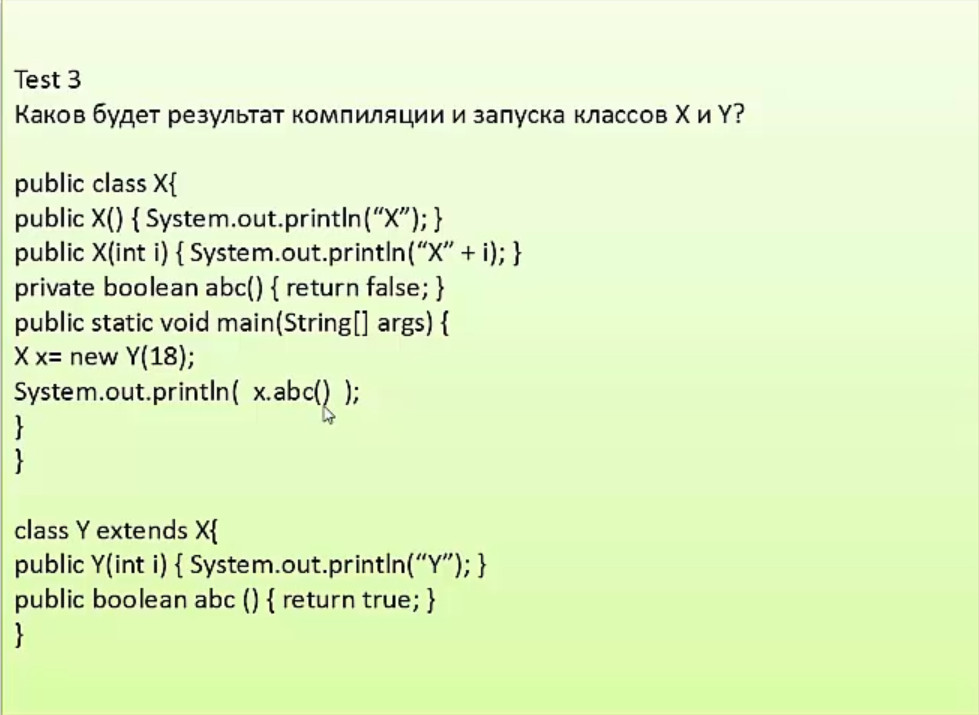 Test 3
Каков будет результат компиляции и запуска классов X и Y?
public class X{
public X() { System.out.println(“X”); }
public X(int i) { System.out.println(“X” + i); }
private boolean abc() { return false; }
public static void main(String[] args) {
X x= new Y(18);
System.out.println(  x.abc()  );
}
}
class Y extends X{
public Y(int i) { System.out.println(“Y”); }
public boolean abc () { return true; }
}